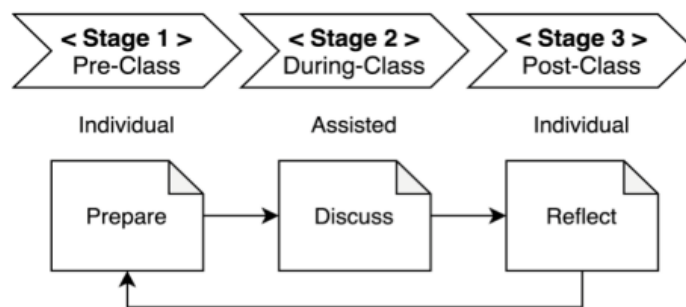 < Stage 1 >
Pre-Class
< Stage 2 >
During-Class
< Stage 3 >
Post-Class
Individual
Assisted
Individual
Prepare
Discuss
Reflect